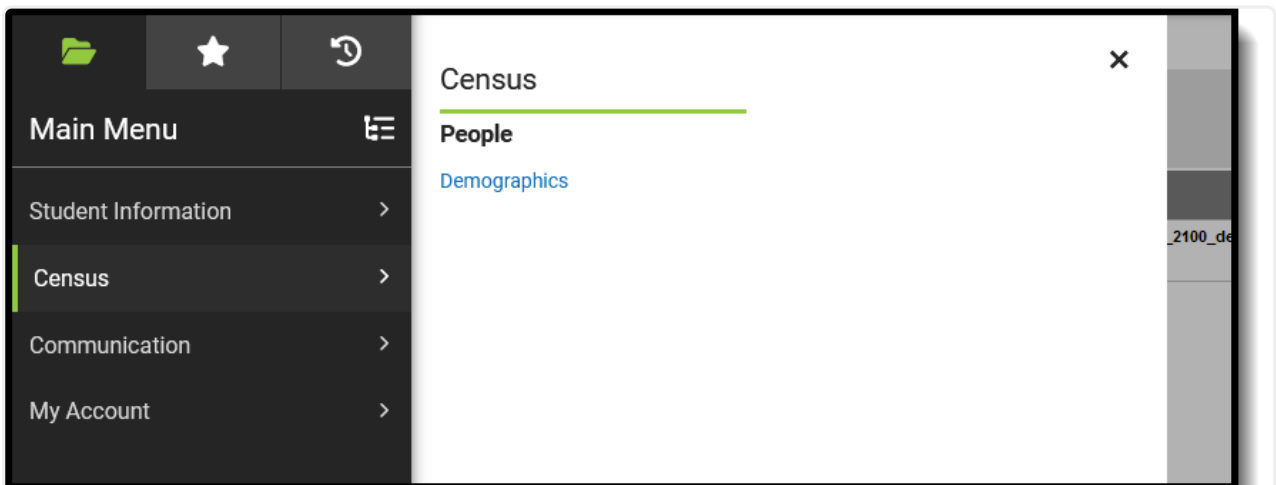 Main Menu
Student Information
Census
Communication
My Account
Census
People
Demographics
_2100_de